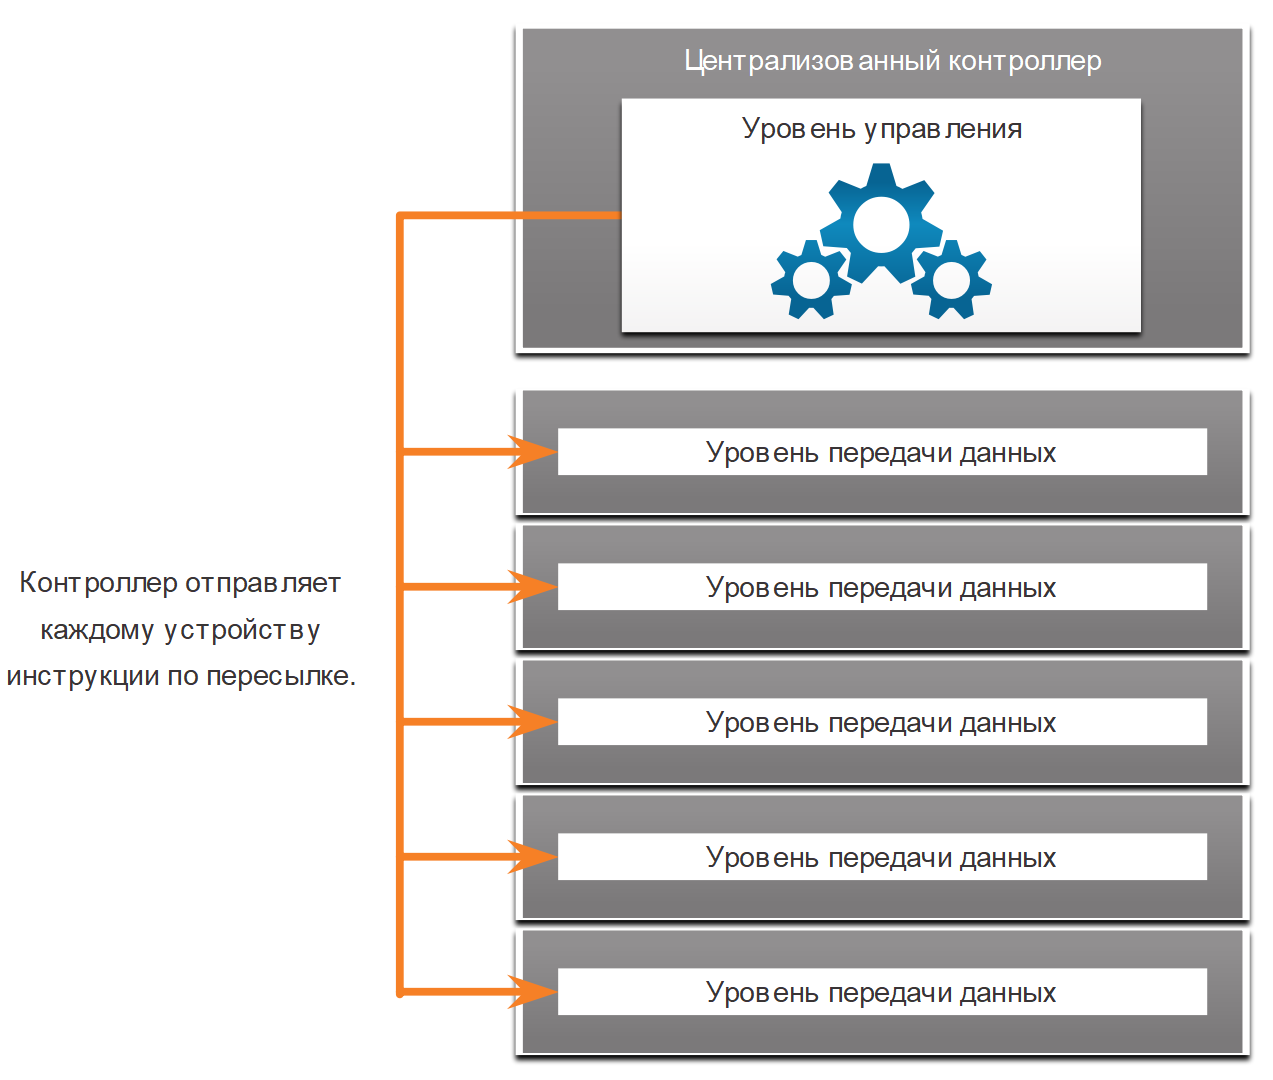 Централизованный контроллер
Уровень управления
Уровень передачи данных
Уровень передачи данных
Контроллер отправляет
каждому устройству
инструкции по пересылке.
Уровень передачи данных
Уровень передачи данных
Уровень передачи данных